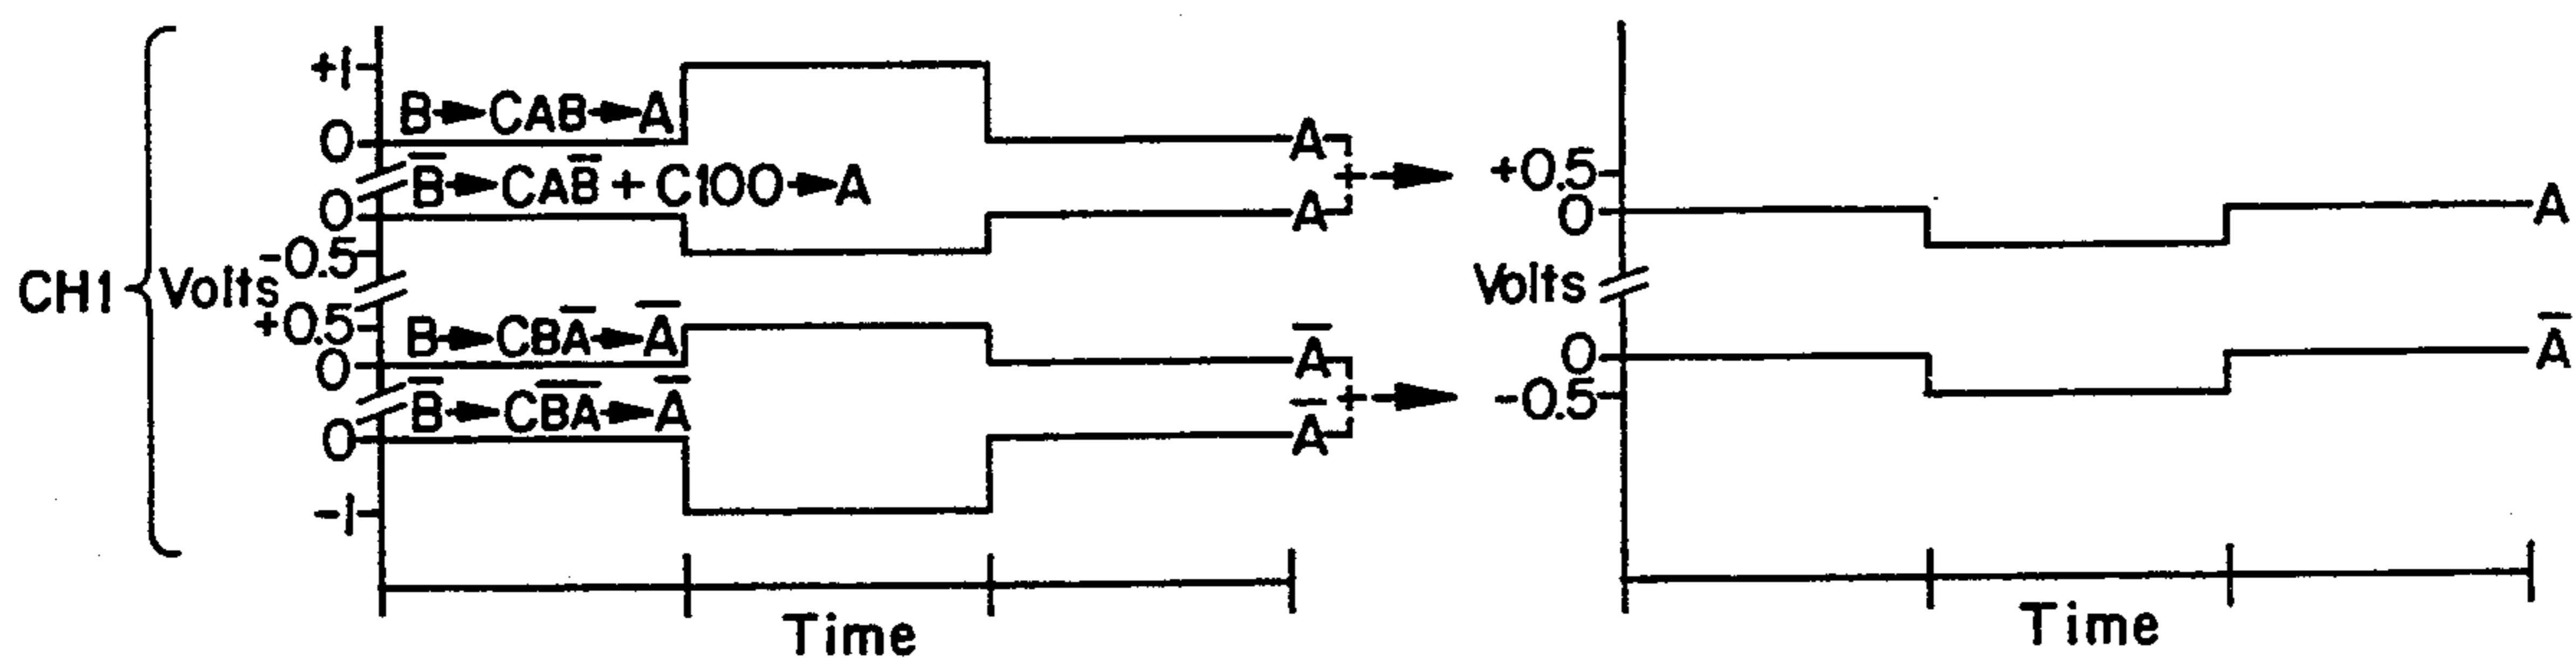 CH1
Volts
+1
0
0
-0.5
+0.5
0
0
-1
B→CAB→A
B̅→CAB̅ + C100→A
B→CBA̅→A̅
B̅→CB̅A̅→A̅
A
A
A̅
A̅
Time
Volts
+0.5
0
0
-0.5
A
A̅
Time